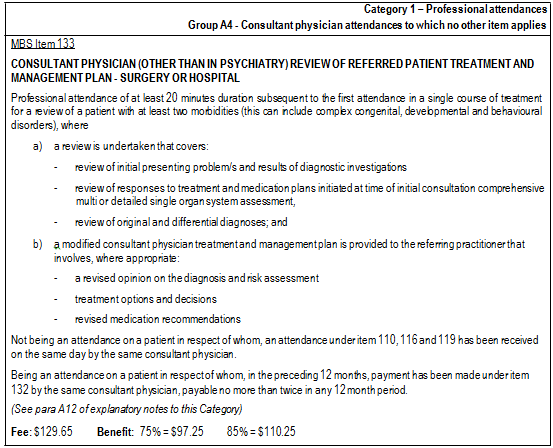 Category 1 – Professional attendances
Group A4 - Consultant physician attendances to which no other item applies
MBS Item 133
CONSULTANT PHYSICIAN (OTHER THAN IN PSYCHIATRY) REVIEW OF REFERRED PATIENT TREATMENT AND
MANAGEMENT PLAN - SURGERY OR HOSPITAL
Professional attendance of at least 20 minutes duration subsequent to the first attendance in a single course of treatment
for a review of a patient with at least two morbidities (this can include complex congenital, developmental and behavioural
disorders), where
a) a review is undertaken that covers:
- review of initial presenting problem/s and results of diagnostic investigations
- review of responses to treatment and medication plans initiated at time of initial consultation comprehensive
multi or detailed single organ system assessment,
- review of original and differential diagnoses; and
b) a modified consultant physician treatment and management plan is provided to the referring practitioner that
involves, where appropriate:
- a revised opinion on the diagnosis and risk assessment
- treatment options and decisions
- revised medication recommendations
Not being an attendance on a patient in respect of whom, an attendance under item 110, 116 and 119 has been received
on the same day by the same consultant physician.
Being an attendance on a patient in respect of whom, in the preceding 12 months, payment has been made under item
132 by the same consultant physician, payable no more than twice in any 12 month period.
(See para A12 of explanatory notes to this Category)
Fee: $129.65 Benefit: 75% = $97.25 85% = $110.25